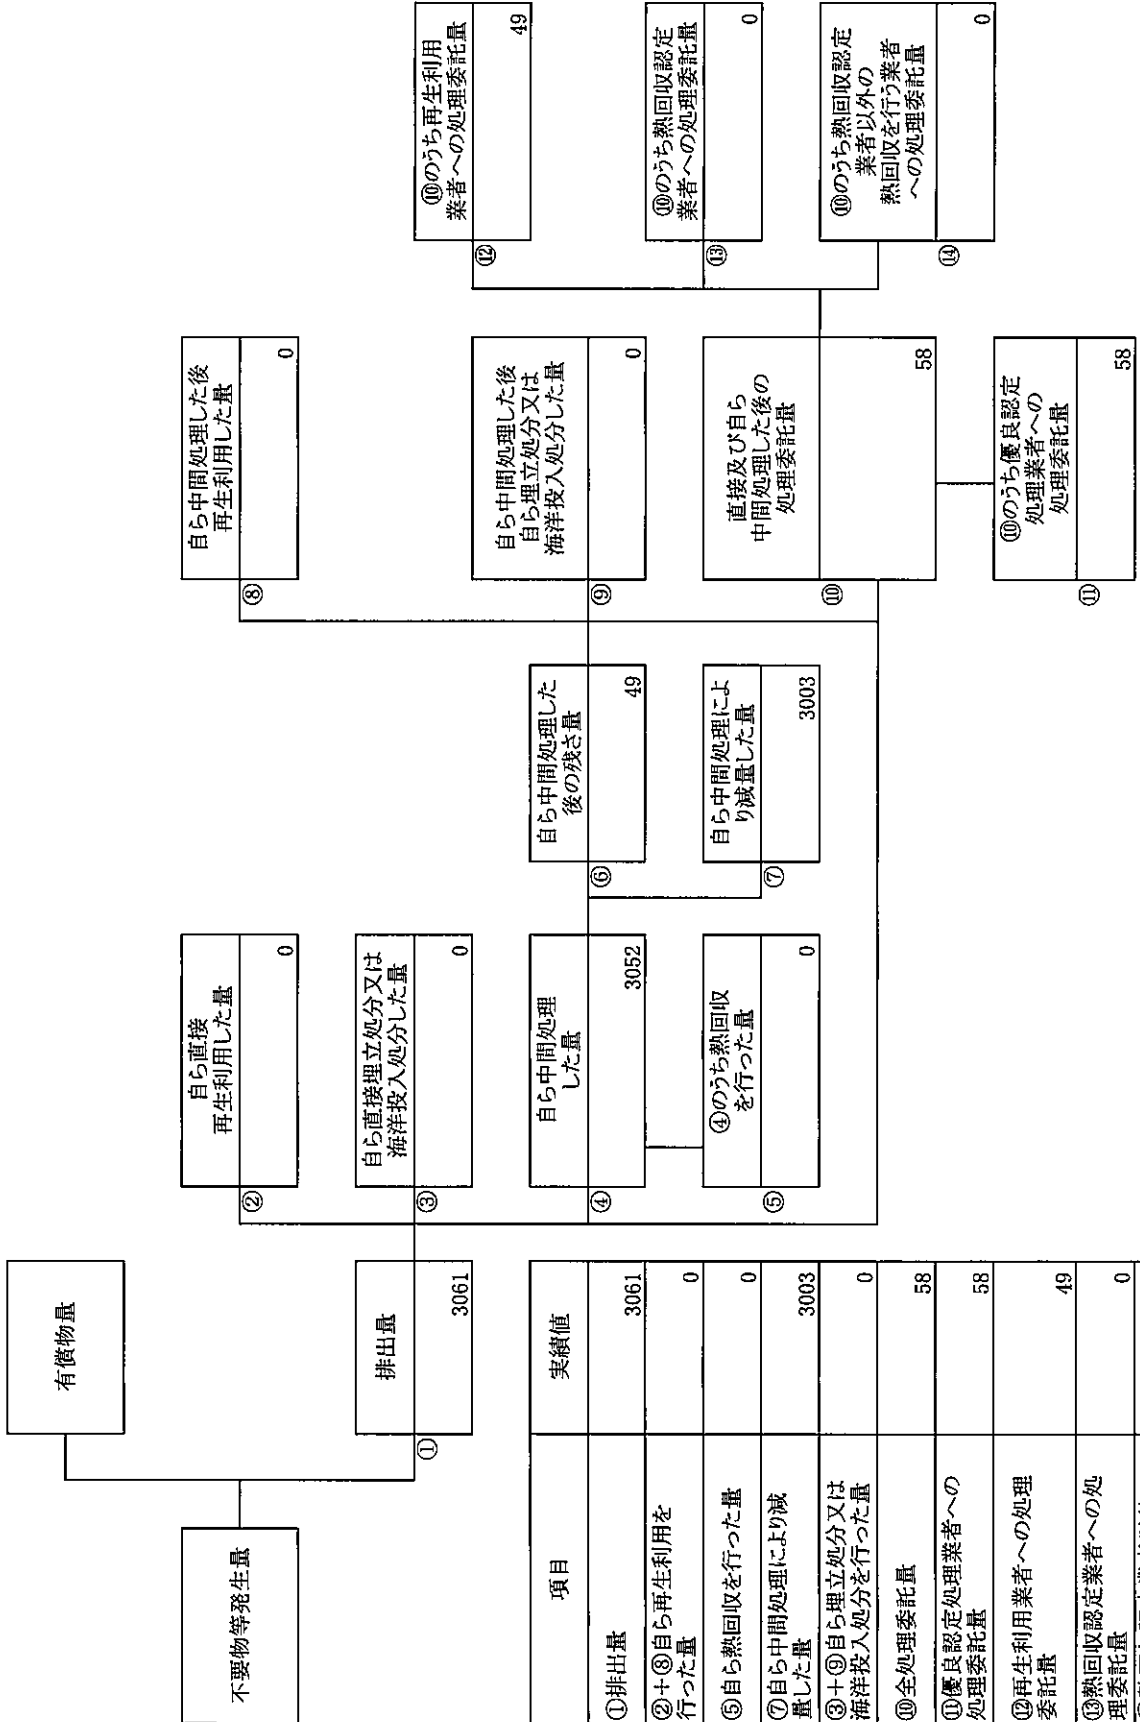 不要物等発生量
有償物量
排出量
①
3061
自ら直接
再生利用した量
②
0
自ら直接埋立処分又は
海洋投入処分した量
③
0
自ら中間処理
した量
④
3052
④のうち熱回収
を行った量
⑤
0
自ら中間処理した
後の残さ量
⑥
49
自ら中間処理によ
り減量した量
⑦
3003
自ら中間処理した後
再生利用した量
⑧
0
自ら中間処理した後
自ら埋立処分又は
海洋投入処分した量
⑨
0
直接及び自ら
中間処理した後の
処理委託量
⑩
58
⑩のうち優良認定
処理業者への
処理委託量
⑪
58
⑩のうち再生利用
業者への処理委託量
⑫
49
⑩のうち熱回収認定
業者への処理委託量
⑬
0
⑩のうち熱回収認定
業者以外の
熱回収を行う業者
への処理委託量
⑭
0
項目 実績値
①排出量 3061
②+⑧自ら再生利用を
行った量 0
⑤自ら熱回収を行った量 0
⑦自ら中間処理により減
量した量 3003
③+⑨自ら埋立処分又は
海洋投入処分を行った量 0
⑩全処理委託量 58
⑪優良認定処理業者への
処理委託量 58
⑫再生利用業者への処理
委託量 49
⑬熱回収認定業者への処
理委託量 0